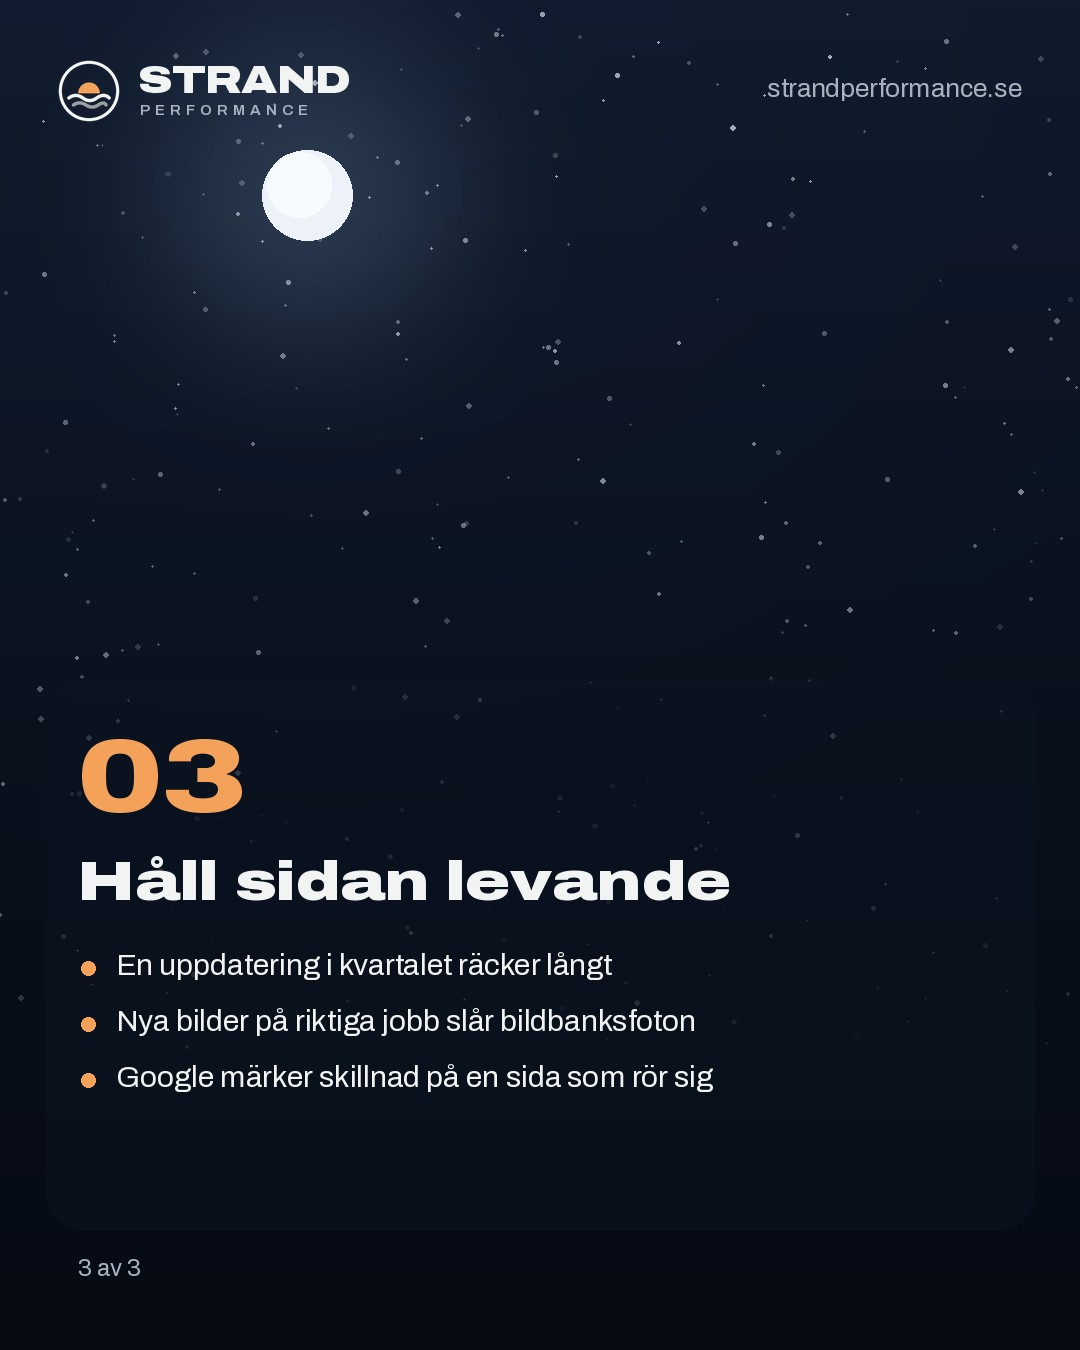 STRAND
PERFORMANCE
strandperformance.se
03
Håll sidan levande
En uppdatering i kvartalet räcker långt
Nya bilder på riktiga jobb slår bildbanksfoton
Google märker skillnad på en sida som rör sig
3 av 3